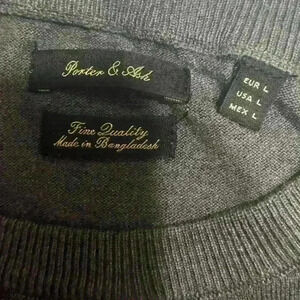 Porter & Ash
Fine Quality
Made in Bangladesh
EUR L
USA L
MEX L